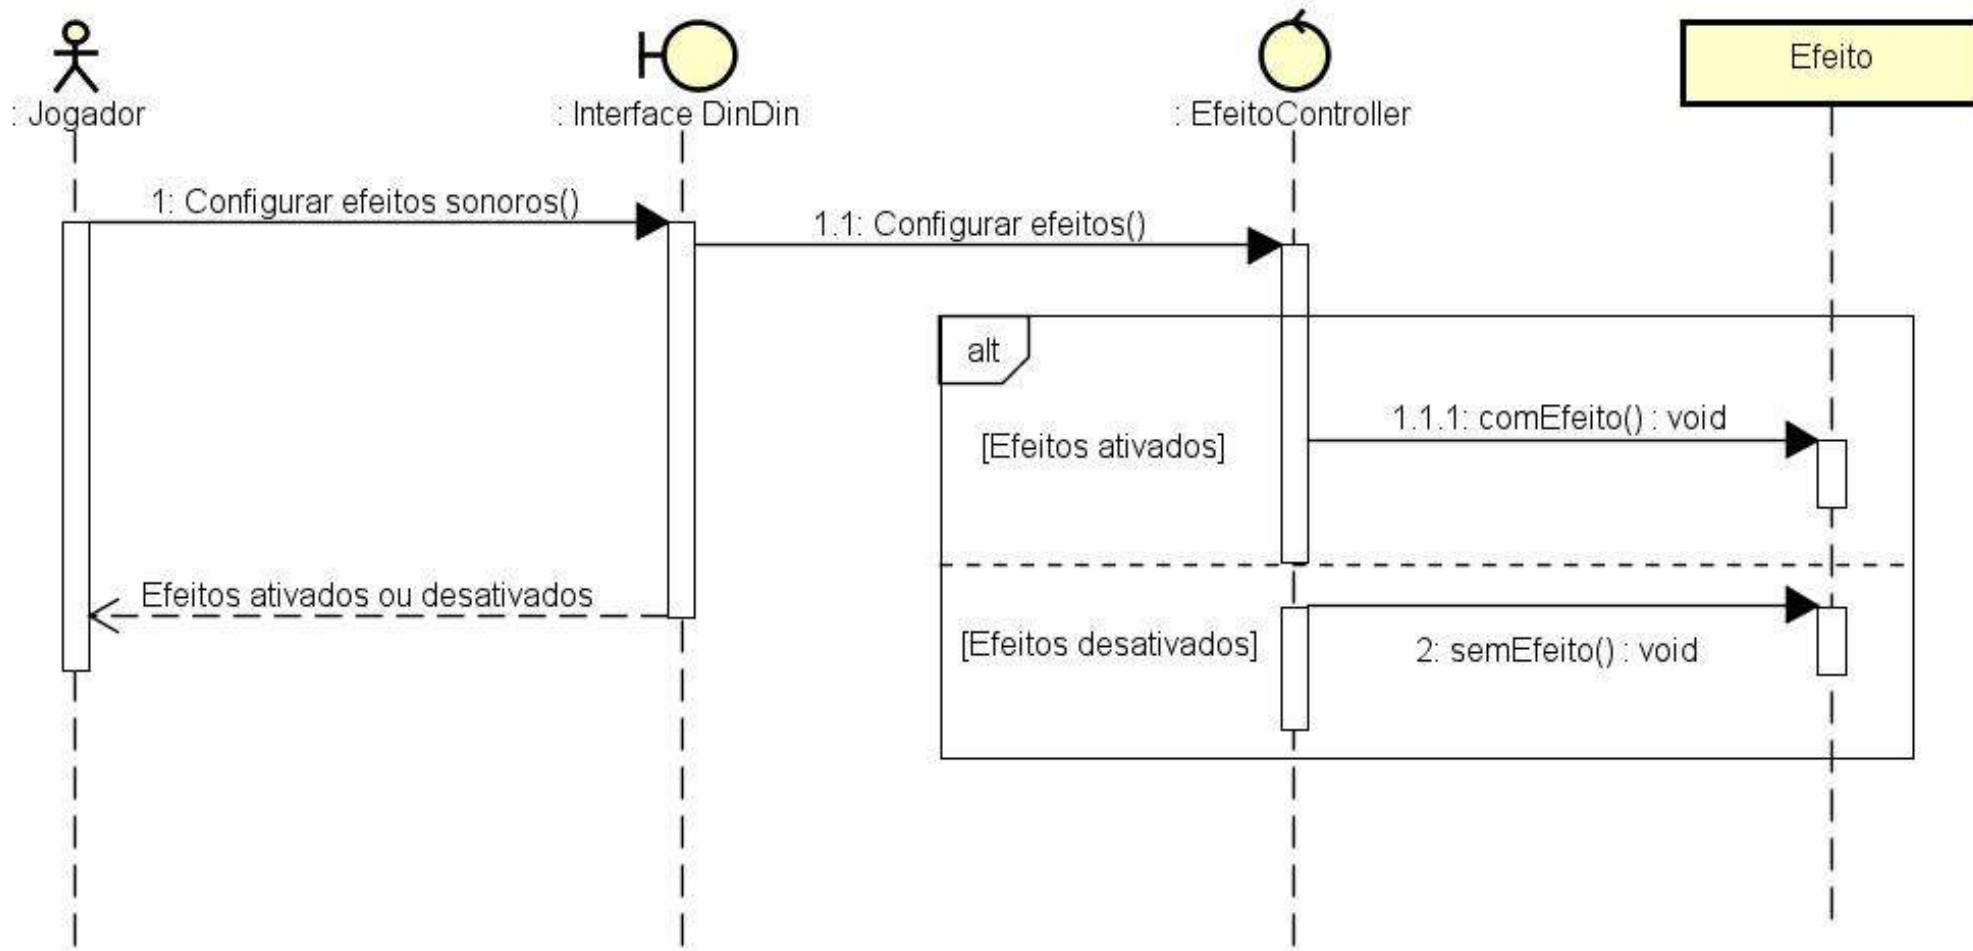 : Jogador
: Interface DinDin
: EfeitoController
Efeito
1: Configurar efeitos sonoros()
1.1: Configurar efeitos()
alt
1.1.1: comEfeito() : void
[Efeitos ativados]
Efeitos ativados ou desativados
[Efeitos desativados]
2: semEfeito() : void